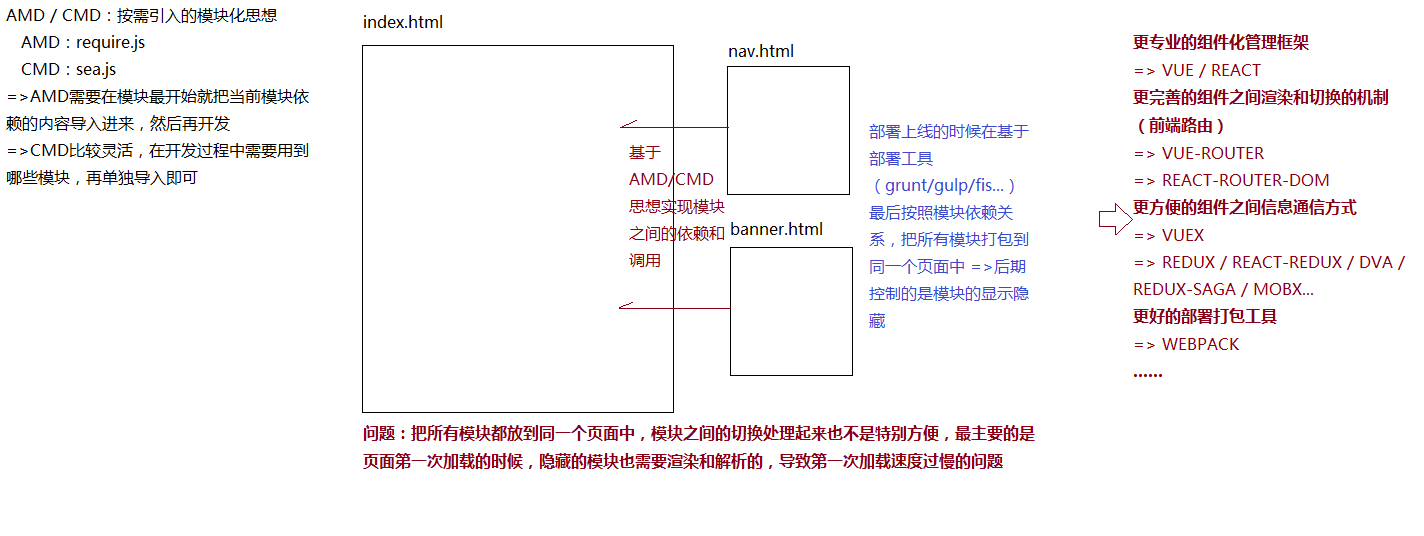 AMD / CMD：按需引入的模块化思想
AMD：require.js
CMD：sea.js
=>AMD需要在模块最开始就把当前模块依
赖的内容导入进来，然后再开发
=>CMD比较灵活，在开发过程中需要用到
哪些模块，再单独导入即可
index.html
nav.html
基于
AMD/CMD
思想实现模块
之间的依赖和
调用
banner.html
部署上线的时候在基于
部署工具
（grunt/gulp/fis...）
最后按照模块依赖关
系，把所有模块打包到
同一个页面中 =>后期
控制的是模块的显示隐
藏
问题：把所有模块都放到同一个页面中，模块之间的切换处理起来也不是特别方便，最主要的是
页面第一次加载的时候，隐藏的模块也需要渲染和解析的，导致第一次加载速度过慢的问题
更专业的组件化管理框架
=> VUE / REACT
更完善的组件之间渲染和切换的机制
（前端路由）
=> VUE-ROUTER
=> REACT-ROUTER-DOM
更方便的组件之间信息通信方式
=> VUEX
=> REDUX / REACT-REDUX / DVA /
REDUX-SAGA / MOBX...
更好的部署打包工具
=> WEBPACK
......